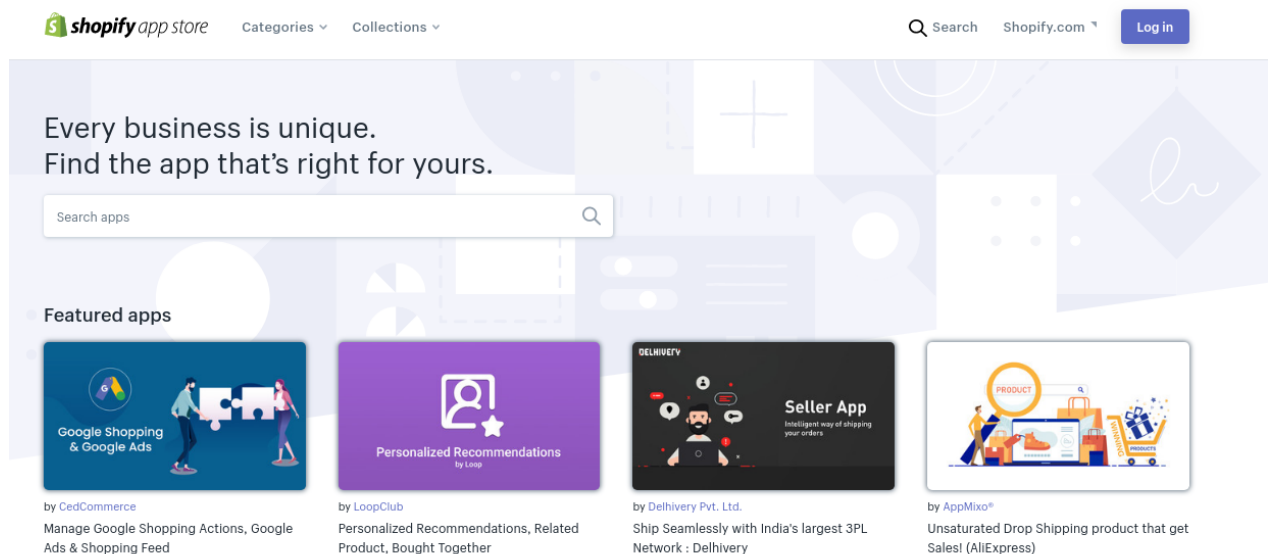 shopify app store
Categories
Collections
Search
Shopify.com
Log in
Every business is unique.
Find the app that's right for yours.
Search apps
Featured apps
G
Google Shopping
& Google Ads
Personalized Recommendations
by Loop
DELHIVERY
Seller App
Intelligent way of shipping
your orders
PRODUCT
WINNING
by CedCommerce
Manage Google Shopping Actions, Google
Ads & Shopping Feed
by LoopClub
Personalized Recommendations, Related
Product, Bought Together
by Delhivery Pvt. Ltd.
Ship Seamlessly with India's largest 3PL
Network : Delhivery
by AppMixo®
Unsaturated Drop Shipping product that get
Sales! (AliExpress)